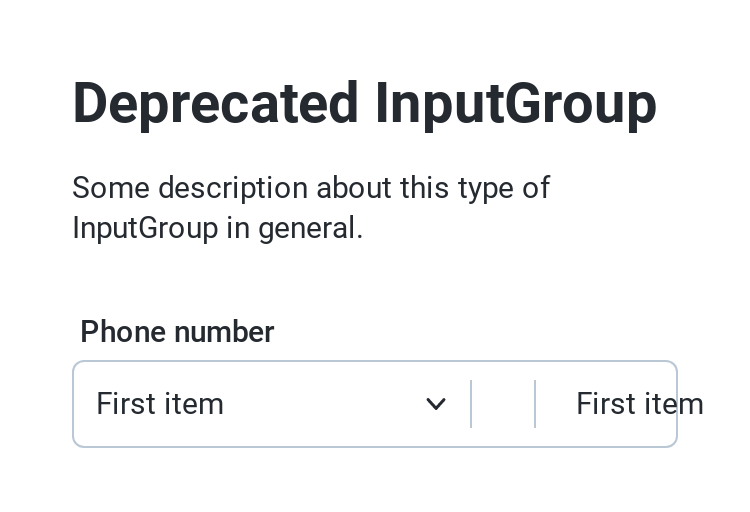 Deprecated InputGroup
Some description about this type of
InputGroup in general.
Phone number
First item First item